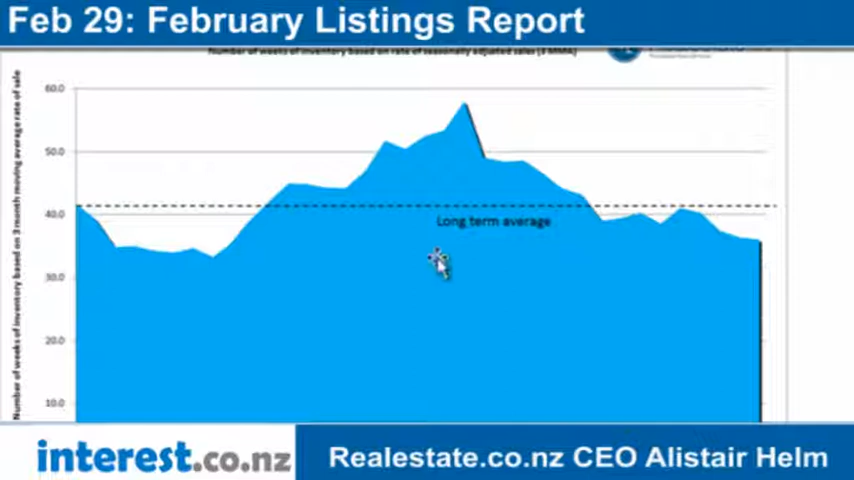 Feb 29: February Listings Report
Number of weeks of inventory based on rate of seasonally adjusted sales (3 MMA)
Number of weeks of inventory based on 3 month moving average rate of sale
60.0
50.0
40.0
Long term average
30.0
20.0
10.0
interest.co.nz
Realestate.co.nz CEO Alistair Helm